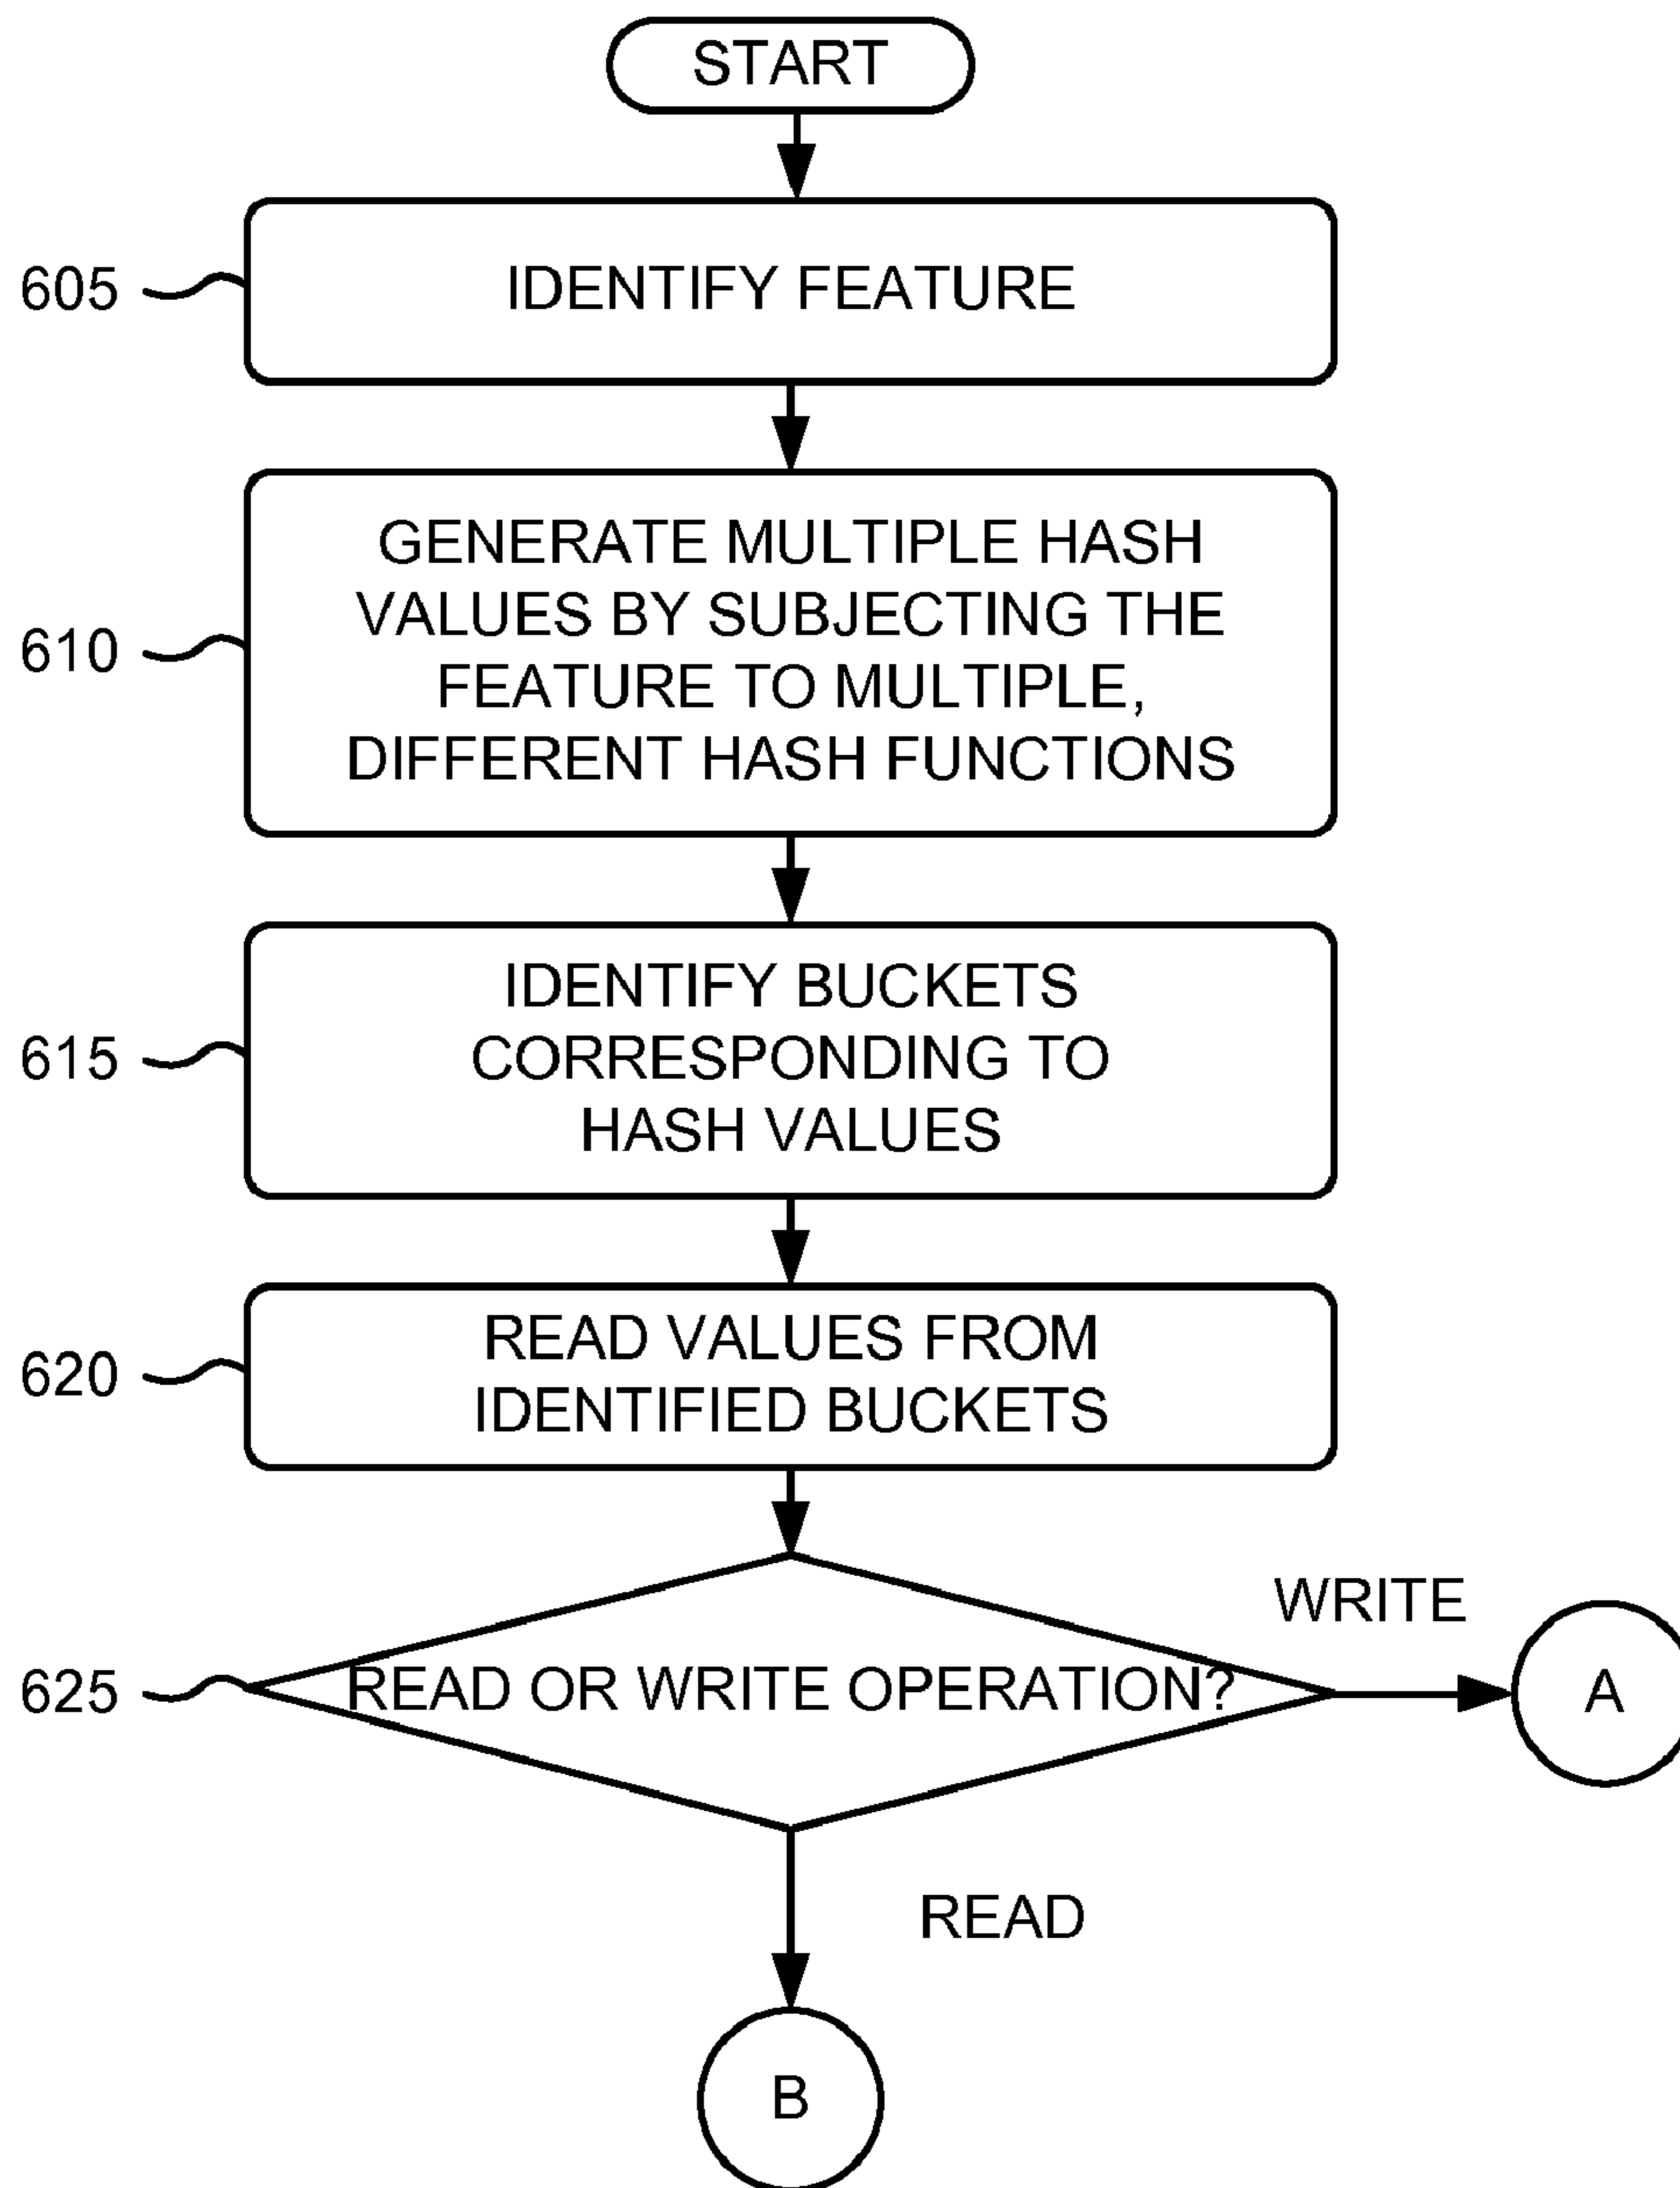 START
605
IDENTIFY FEATURE
610
GENERATE MULTIPLE HASH
VALUES BY SUBJECTING THE
FEATURE TO MULTIPLE,
DIFFERENT HASH FUNCTIONS
615
IDENTIFY BUCKETS
CORRESPONDING TO
HASH VALUES
620
READ VALUES FROM
IDENTIFIED BUCKETS
625
READ OR WRITE OPERATION?
WRITE
A
READ
B